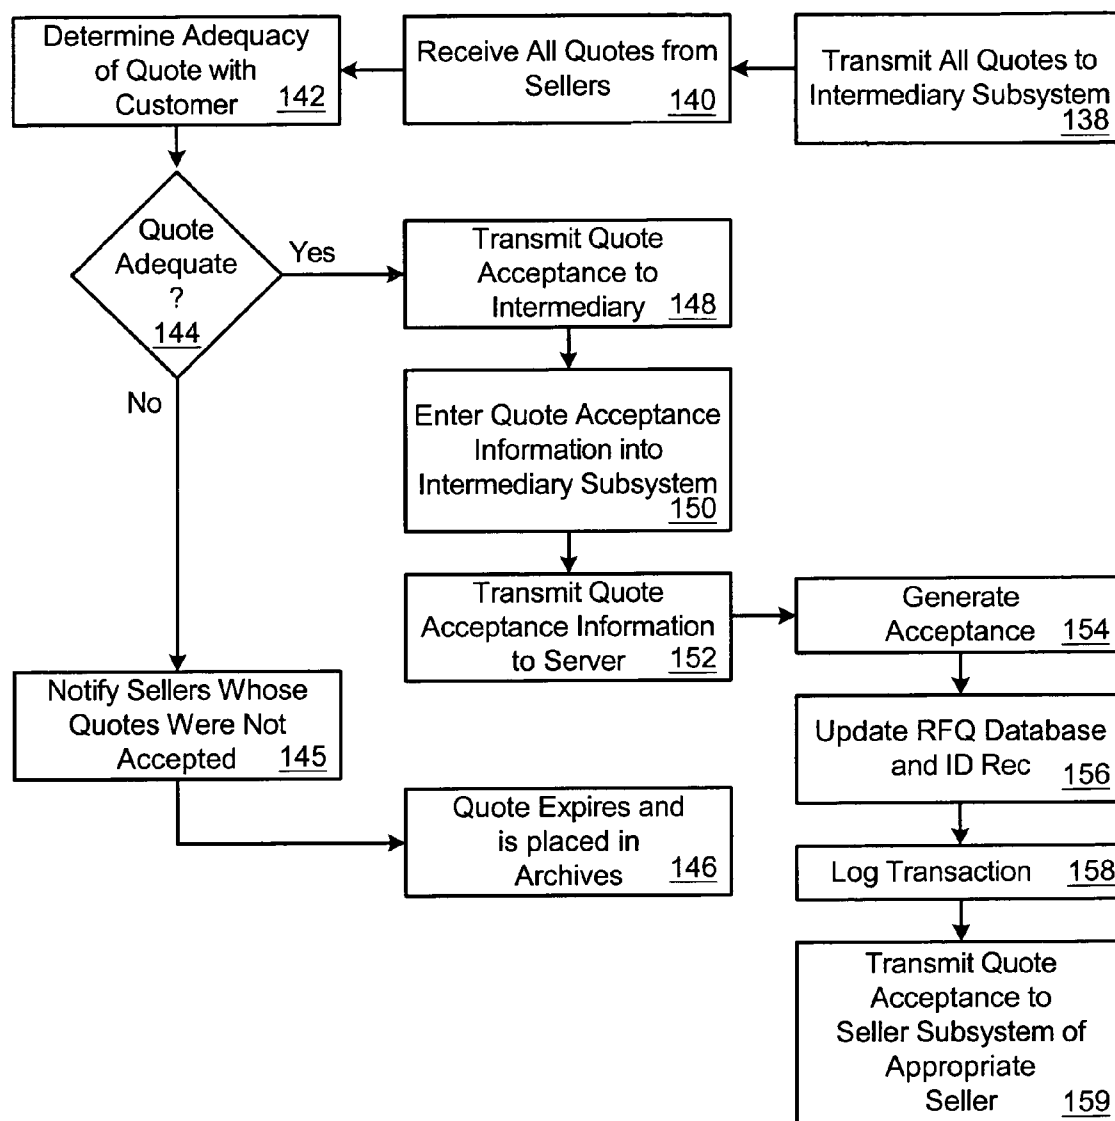 Determine Adequacy
of Quote with
Customer 142
Receive All Quotes from
Sellers
140
Transmit All Quotes to
Intermediary Subsystem
138
Quote
Adequate
?
144
Yes
No
Transmit Quote
Acceptance to
Intermediary 148
Enter Quote Acceptance
Information into
Intermediary Subsystem
150
Transmit Quote
Acceptance Information
to Server 152
Generate
Acceptance 154
Notify Sellers Whose
Quotes Were Not
Accepted 145
Update RFQ Database
and ID Rec 156
Quote Expires and
is placed in
Archives 146
Log Transaction 158
Transmit Quote
Acceptance to
Seller Subsystem of
Appropriate
Seller 159